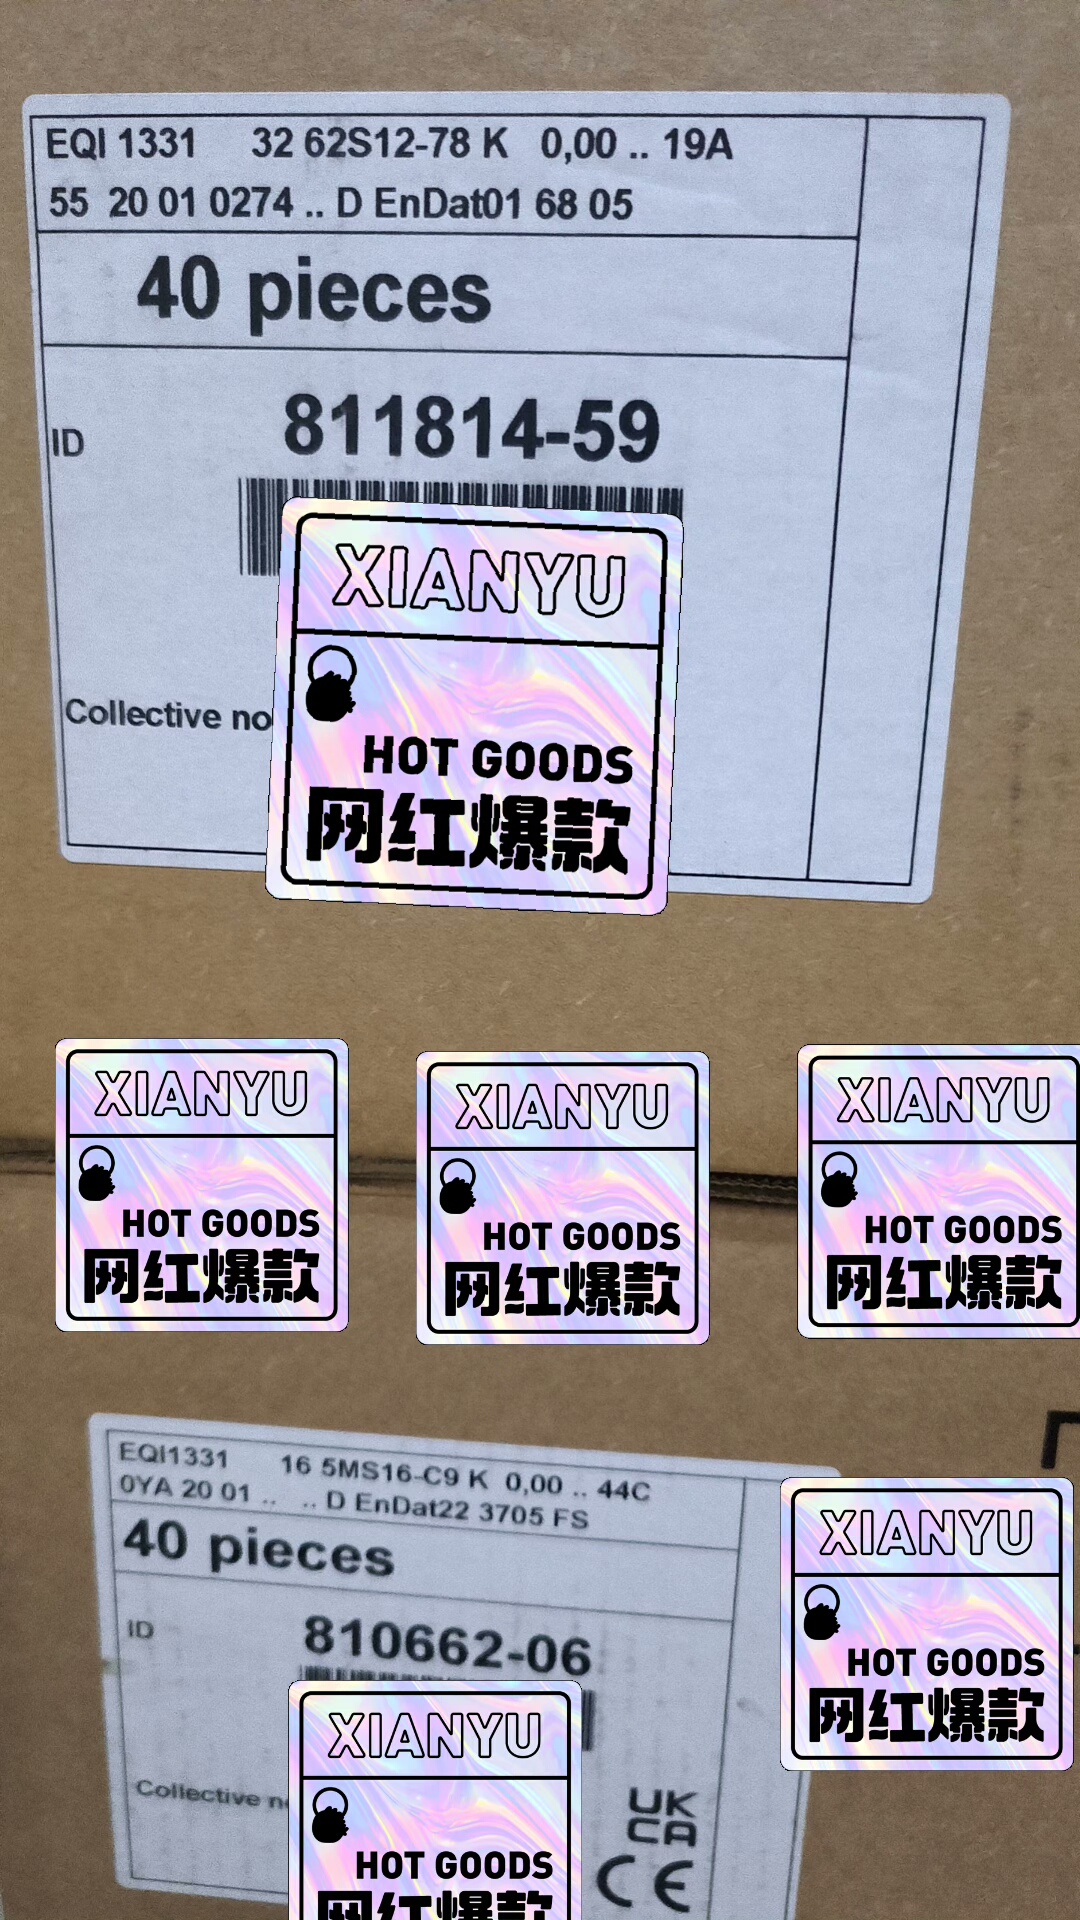 EQI 1331 32 62S12-78 K 0,00 .. 19A
55 20 01 0274 .. D EnDat01 68 05
40 pieces
ID 811814-59
XIANYU
Collective no
HOT GOODS
网红爆款
XIANYU
HOT GOODS
网红爆款
XIANYU
HOT GOODS
网红爆款
XIANYU
HOT GOODS
网红爆款
EQI1331 16 5MS16-C9 K 0,00 .. 44C
0YA 20 01 .. .. D EnDat22 3705 FS
40 pieces
ID 810662-06
XIANYU
HOT GOODS
网红爆款
XIANYU
Collective n
UK
CA
HOT GOODS
CE
网红爆款